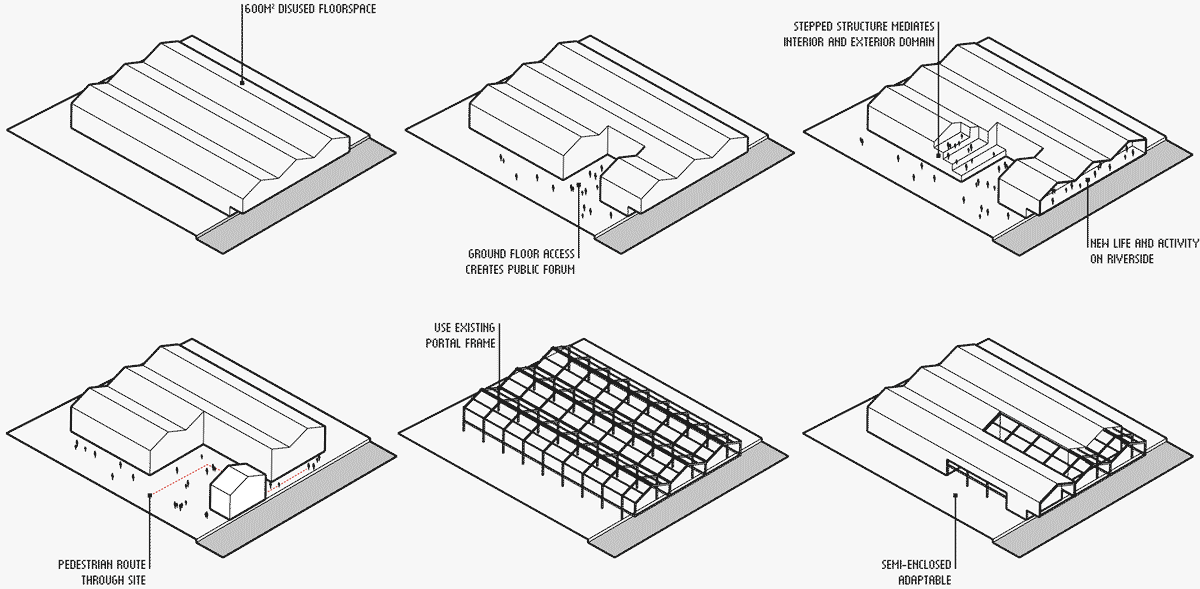 600M² DISUSED FLOORSPACE
GROUND FLOOR ACCESS
CREATES PUBLIC FORUM
STEPPED STRUCTURE MEDIATES
INTERIOR AND EXTERIOR DOMAIN
NEW LIFE AND ACTIVITY
ON RIVERSIDE
PEDESTRIAN ROUTE
THROUGH SITE
USE EXISTING
PORTAL FRAME
SEMI-ENCLOSED
ADAPTABLE